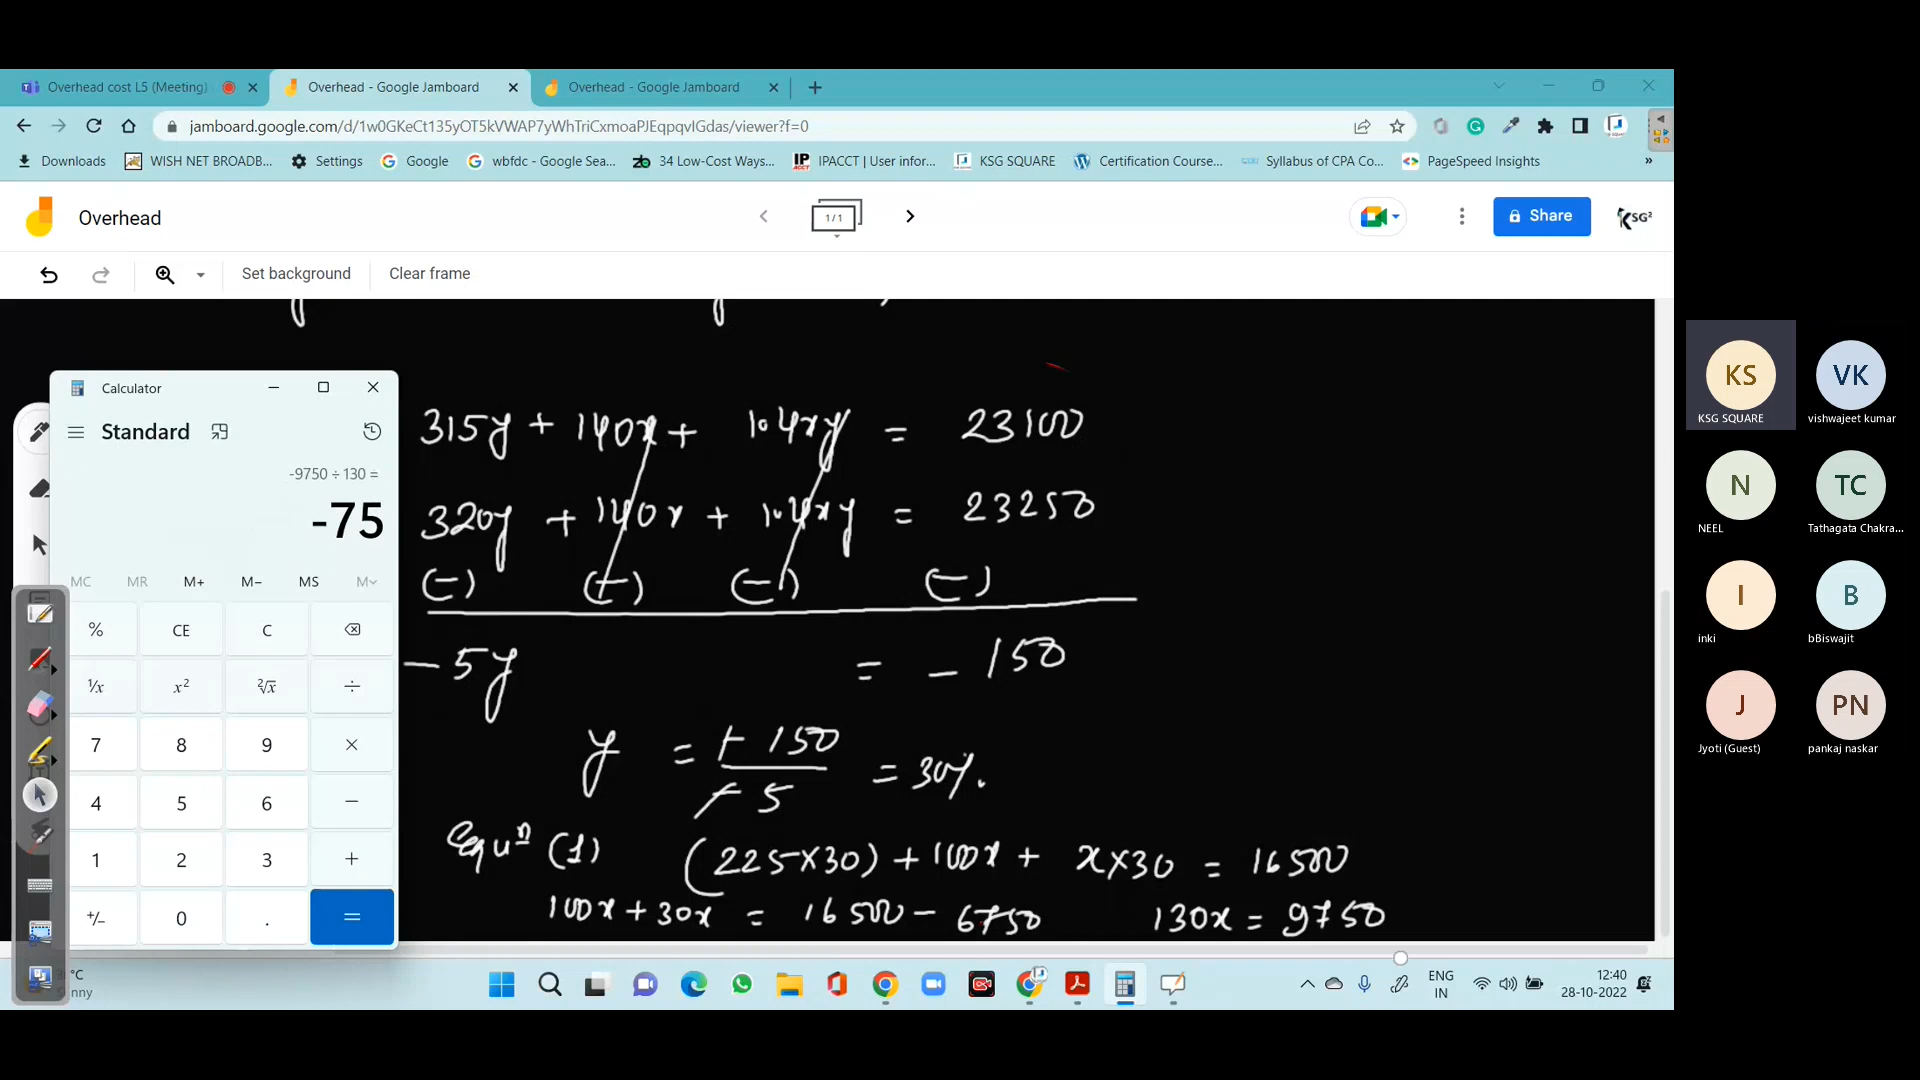 Overhead cost L5 (Meeting)
Overhead - Google Jamboard
Overhead - Google Jamboard
jamboard.google.com/d/1w0GKeCt135yOT5kVWAP7yWhTriCxmoaPJEqpqvIGdas/viewer?f=0
Downloads
WISH NET BROADB...
Settings
Google
wbfdc - Google Sea...
34 Low-Cost Ways...
IPACCT | User infor...
KSG SQUARE
Certification Course...
Syllabus of CPA Co...
PageSpeed Insights
»
Overhead
1/1
Share
KSG²
Set background
Clear frame
Calculator
Standard
-9750 ÷ 130 =
-75
MC MR M+ M− MS M˅
% CE C
¹/x x² ²√x ÷
7 8 9 ×
4 5 6 −
1 2 3 +
+/− 0 . =
315y + 140x + 1.4xy = 23100
320y + 140x + 1.4xy = 23250
(-) (-) (-) (-)
- 5y = - 150
y = - 150 / - 5 = 30%.
equⁿ (1) (225×30) + 100x + x×30 = 16500
100x + 30x = 16500 - 6750 130x = 9750
KS
KSG SQUARE
VK
vishwajeet kumar
N
NEEL
TC
Tathagata Chakra...
I
inki
B
bBiswajit
J
Jyoti (Guest)
PN
pankaj naskar
°C
ENG
IN
12:40
28-10-2022